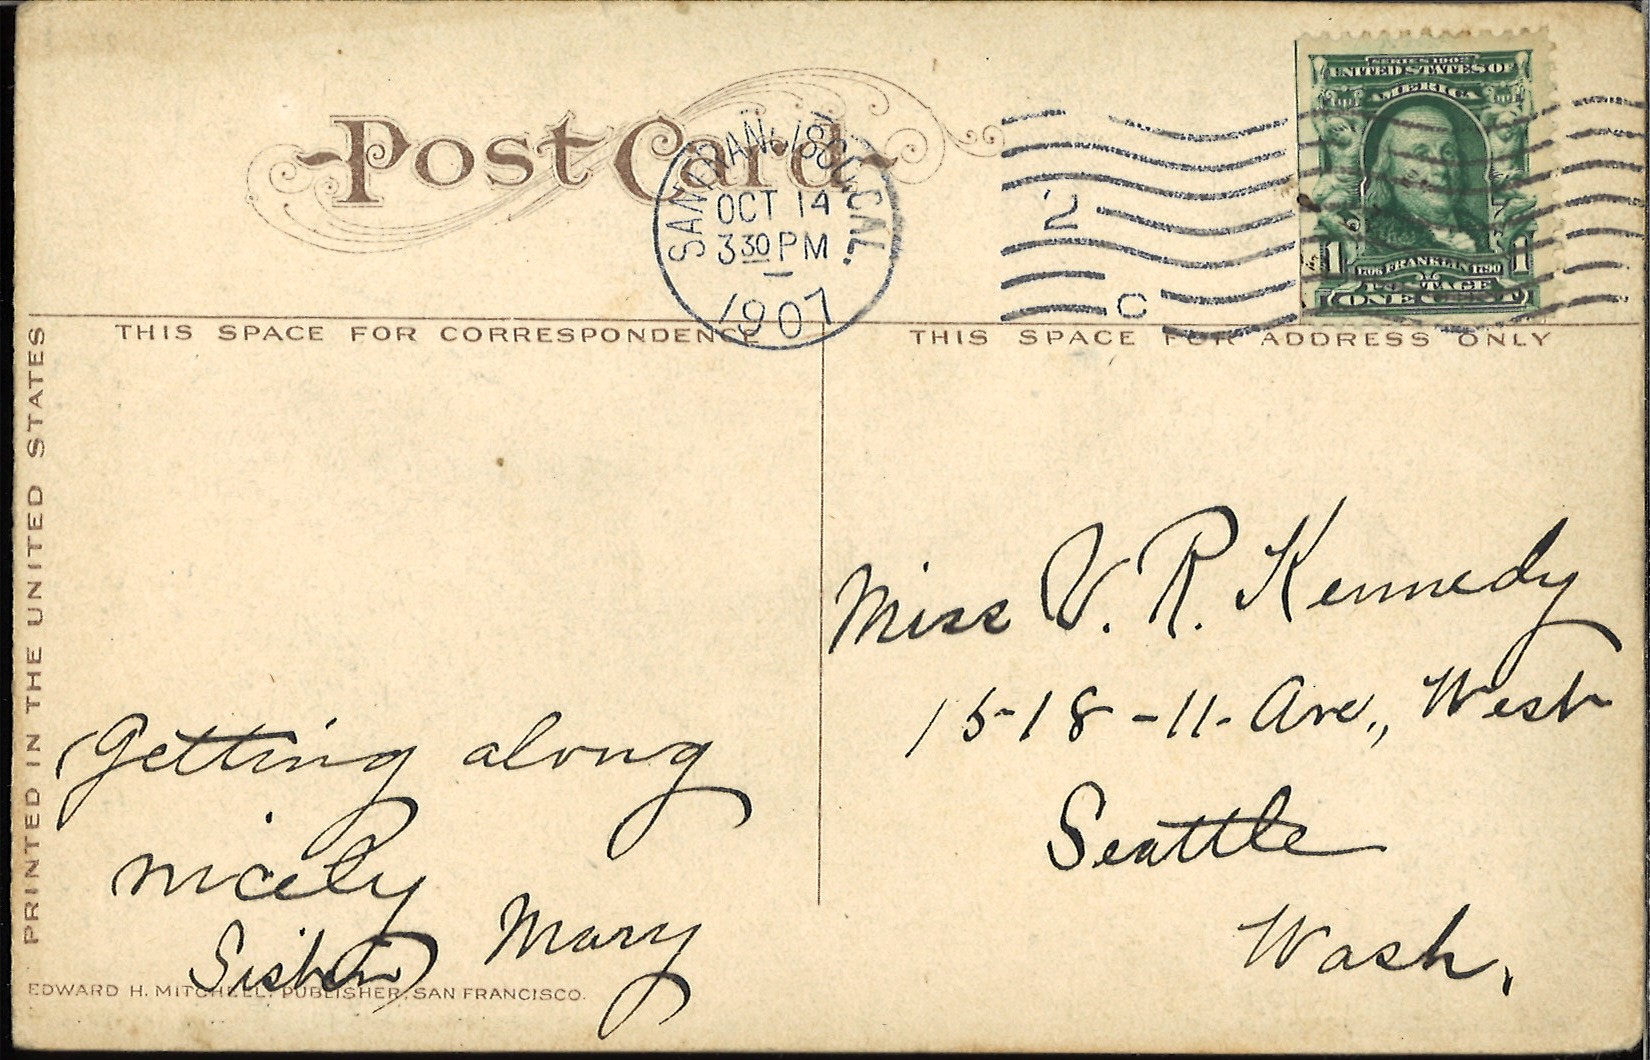 Post Card
SAN FRANCISCO, CAL.
OCT 14
3 30 PM
1907
2
C
SERIES 1902
UNITED STATES OF
AMERICA
1 1706 FRANKLIN 1790 1
POSTAGE
ONE CENT
THIS SPACE FOR CORRESPONDENCE
THIS SPACE FOR ADDRESS ONLY
PRINTED IN THE UNITED STATES
Getting along
nicely
Sister Mary
EDWARD H. MITCHELL, PUBLISHER, SAN FRANCISCO.
Miss V. R. Kennedy
15-18-11- Ave., West
Seattle
Wash.